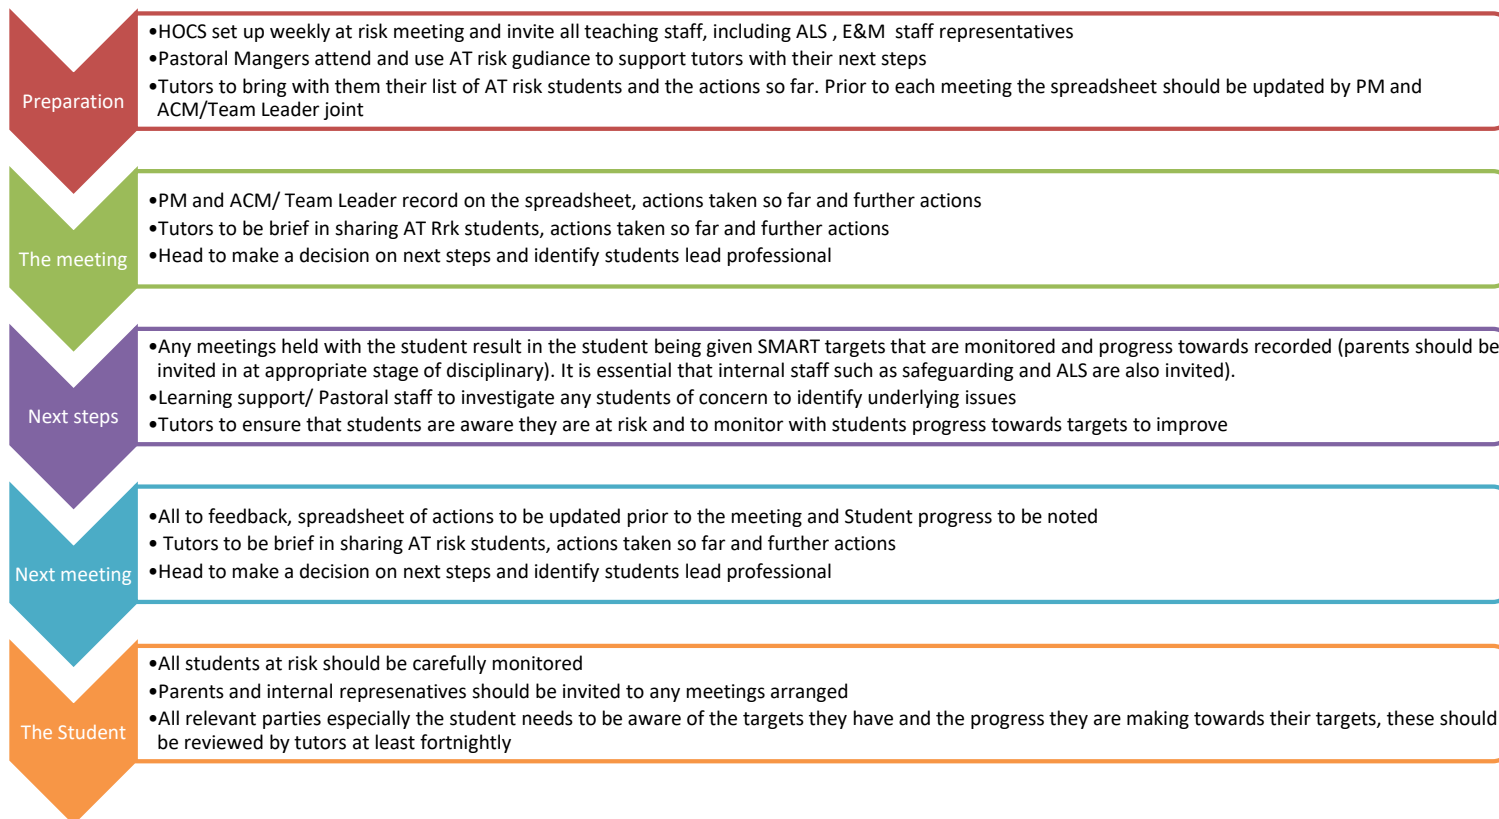 Preparation
•HOCS set up weekly at risk meeting and invite all teaching staff, including ALS , E&M  staff representatives
•Pastoral Mangers attend and use AT risk gudiance to support tutors with their next steps
•Tutors to bring with them their list of AT risk students and the actions so far. Prior to each meeting the spreadsheet should be updated by PM and
ACM/Team Leader joint
The meeting
•PM and ACM/ Team Leader record on the spreadsheet, actions taken so far and further actions
•Tutors to be brief in sharing AT Rrk students, actions taken so far and further actions
•Head to make a decision on next steps and identify students lead professional
Next steps
•Any meetings held with the student result in the student being given SMART targets that are monitored and progress towards recorded (parents should be
invited in at appropriate stage of disciplinary). It is essential that internal staff such as safeguarding and ALS are also invited).
•Learning support/ Pastoral staff to investigate any students of concern to identify underlying issues
•Tutors to ensure that students are aware they are at risk and to monitor with students progress towards targets to improve
Next meeting
•All to feedback, spreadsheet of actions to be updated prior to the meeting and Student progress to be noted
• Tutors to be brief in sharing AT risk students, actions taken so far and further actions
•Head to make a decision on next steps and identify students lead professional
The Student
•All students at risk should be carefully monitored
•Parents and internal represenatives should be invited to any meetings arranged
•All relevant parties especially the student needs to be aware of the targets they have and the progress they are making towards their targets, these should
be reviewed by tutors at least fortnightly